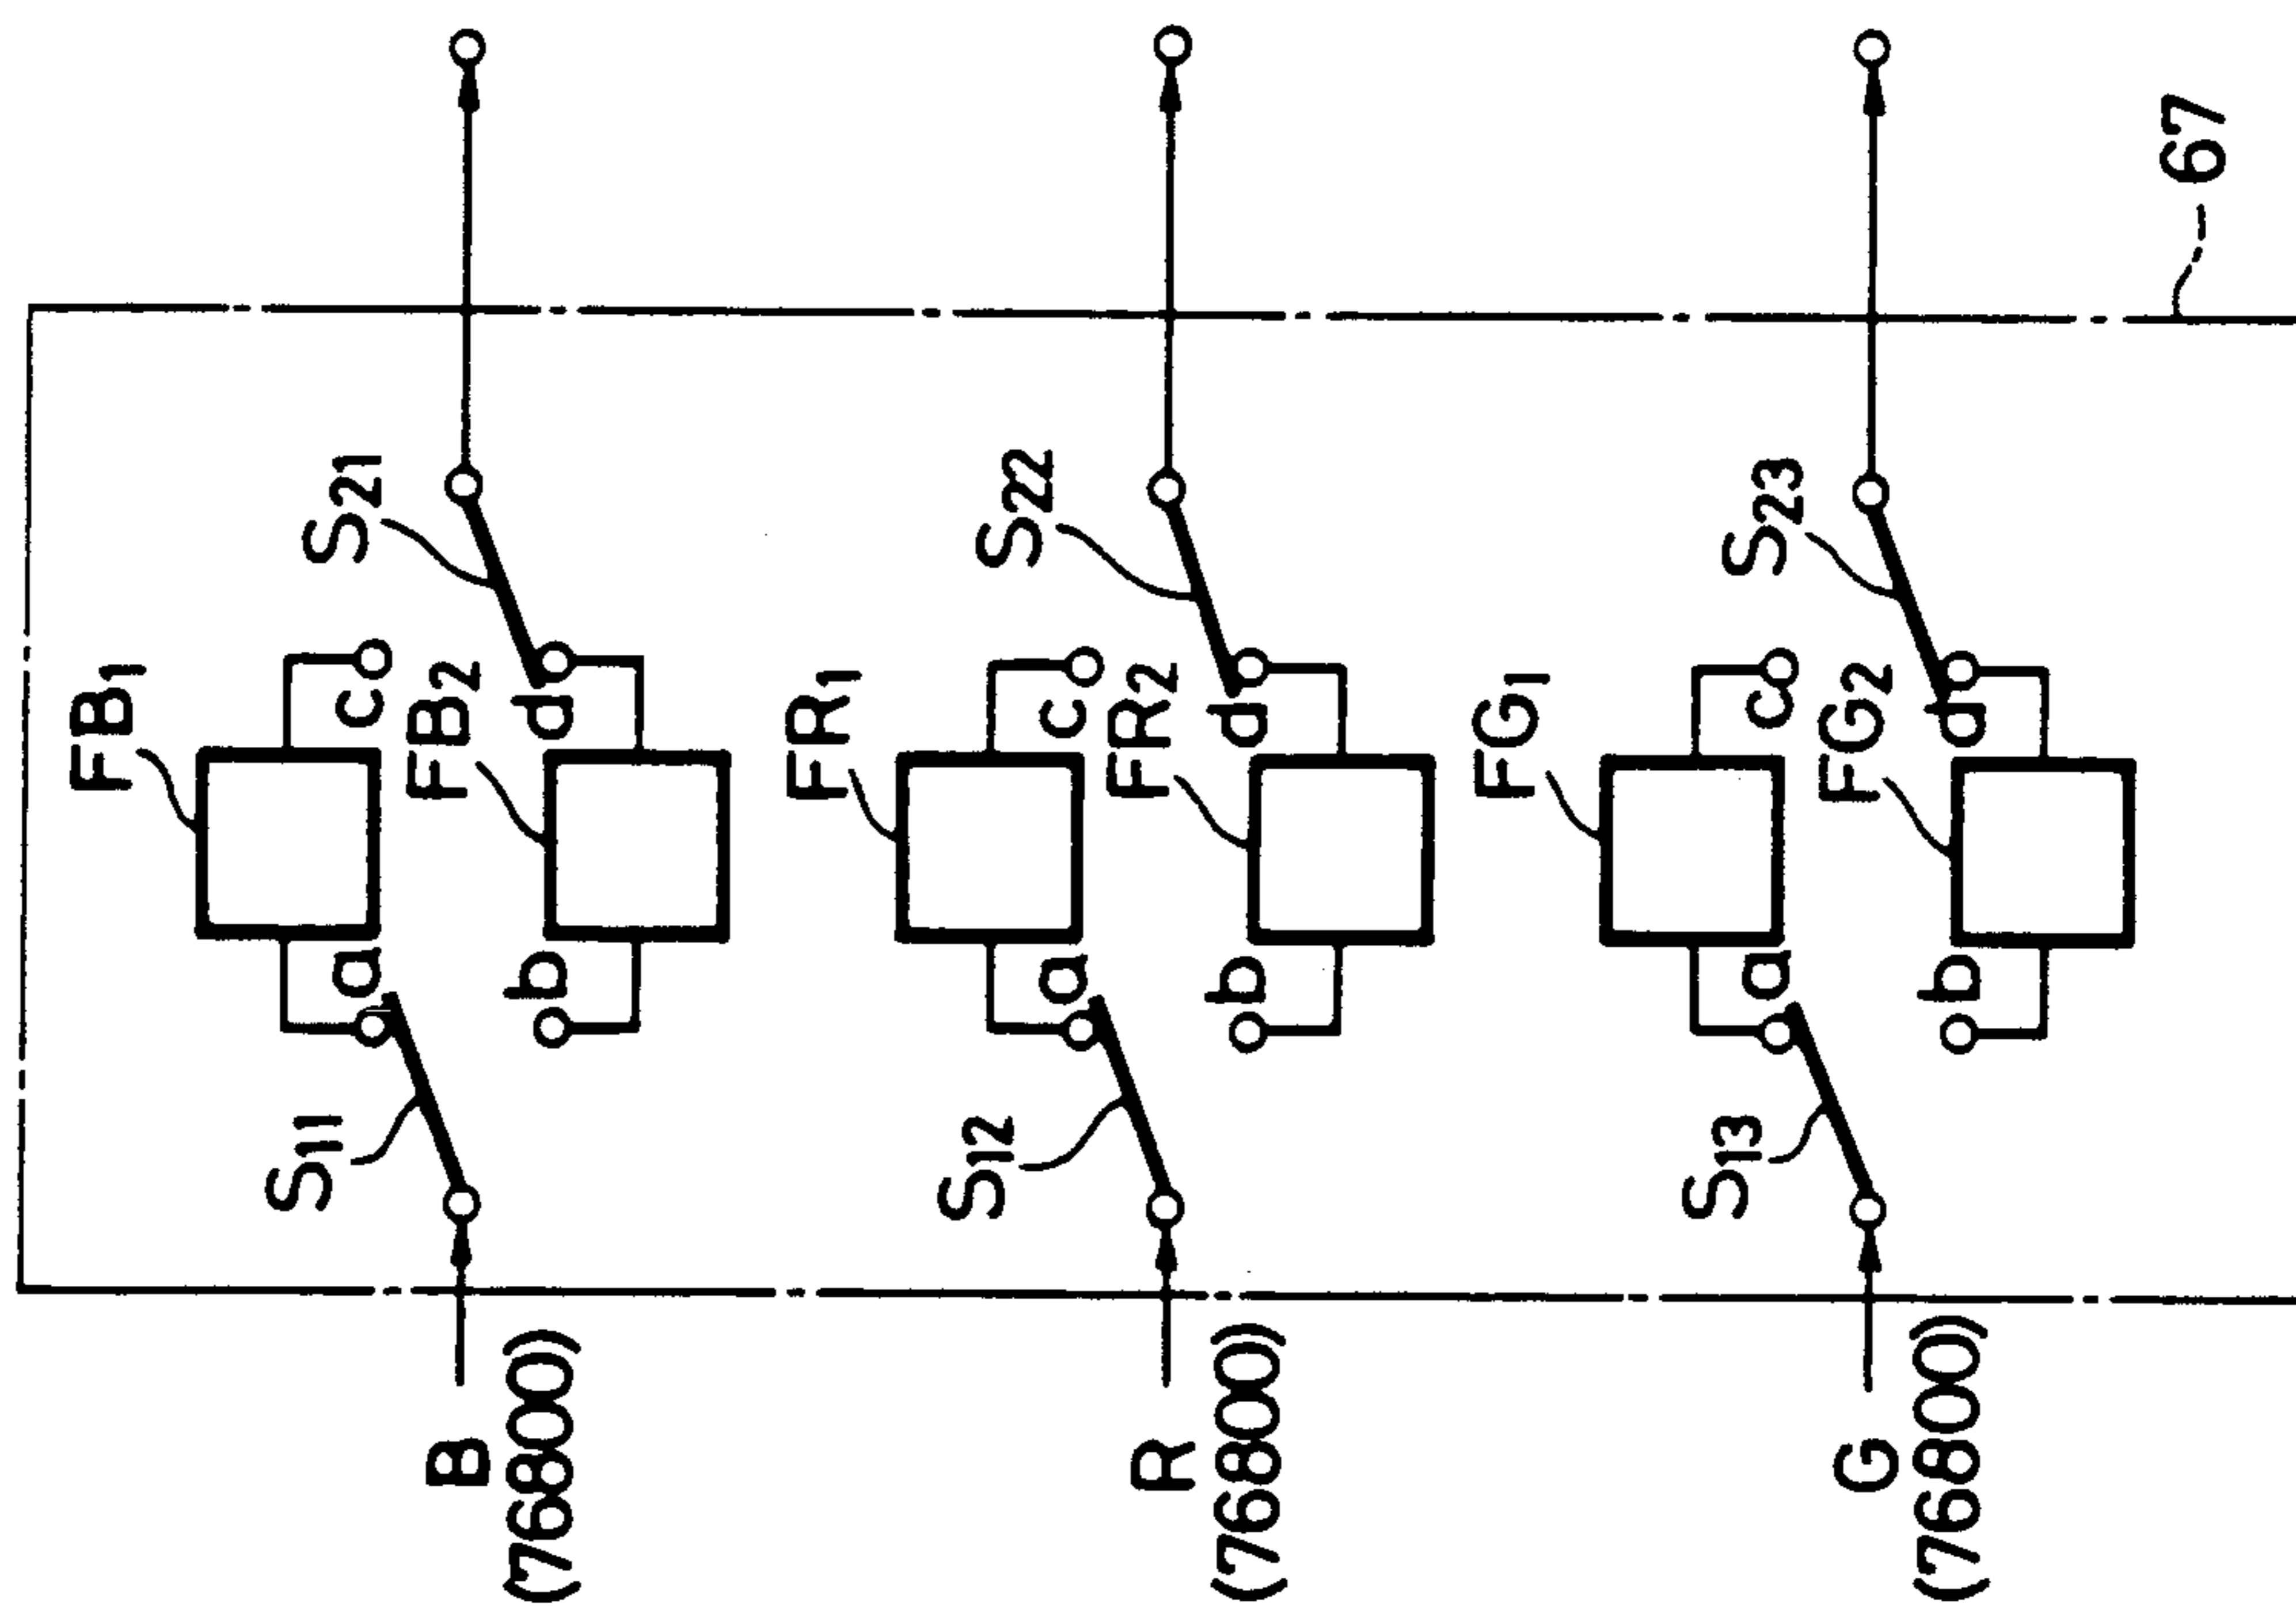 B
(76800)
S11
a
b
FB1
c
FB2
d
S21
R
(76800)
S12
a
b
FR1
c
FR2
d
S22
G
(76800)
S13
a
b
FG1
c
FG2
d
S23
67